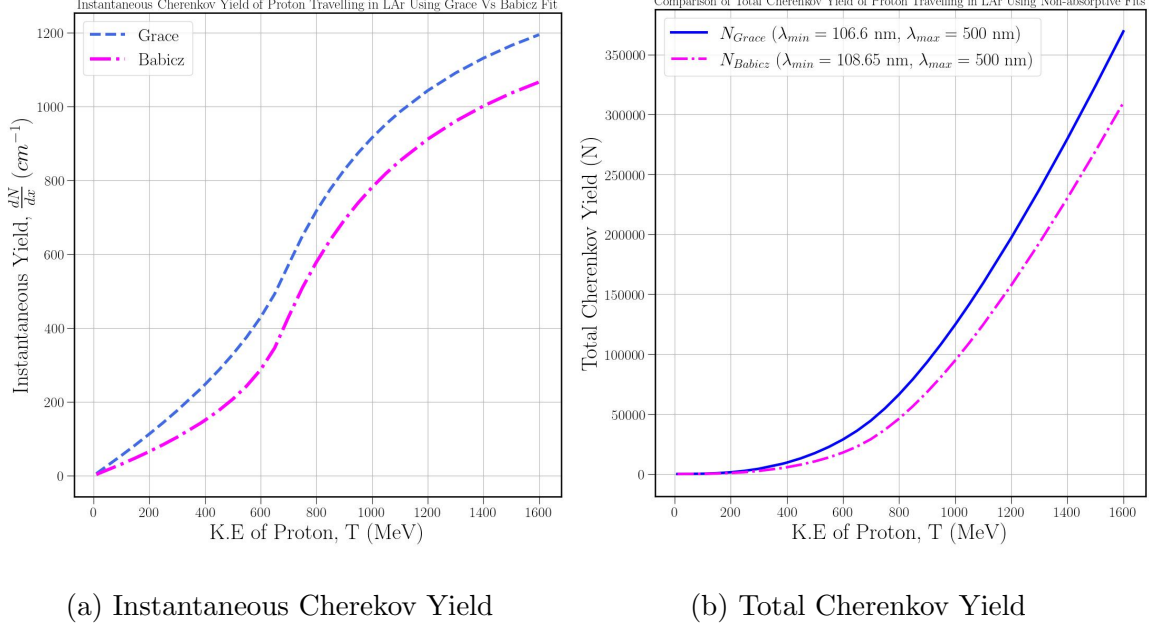 Instantaneous Cherenkov Yield of Proton Travelling in LAr Using Grace Vs Babicz Fit
Grace
Babicz
1200
1000
800
600
400
200
0
Instantaneous Yield, dN/dx (cm⁻¹)
0 200 400 600 800 1000 1200 1400 1600
K.E of Proton, T (MeV)
(a) Instantaneous Cherekov Yield
Comparison of Total Cherenkov Yield of Proton Travelling in LAr Using Non-absorptive Fits
N_Grace (λ_min = 106.6 nm, λ_max = 500 nm)
N_Babicz (λ_min = 108.65 nm, λ_max = 500 nm)
350000
300000
250000
200000
150000
100000
50000
0
Total Cherenkov Yield (N)
0 200 400 600 800 1000 1200 1400 1600
K.E of Proton, T (MeV)
(b) Total Cherenkov Yield